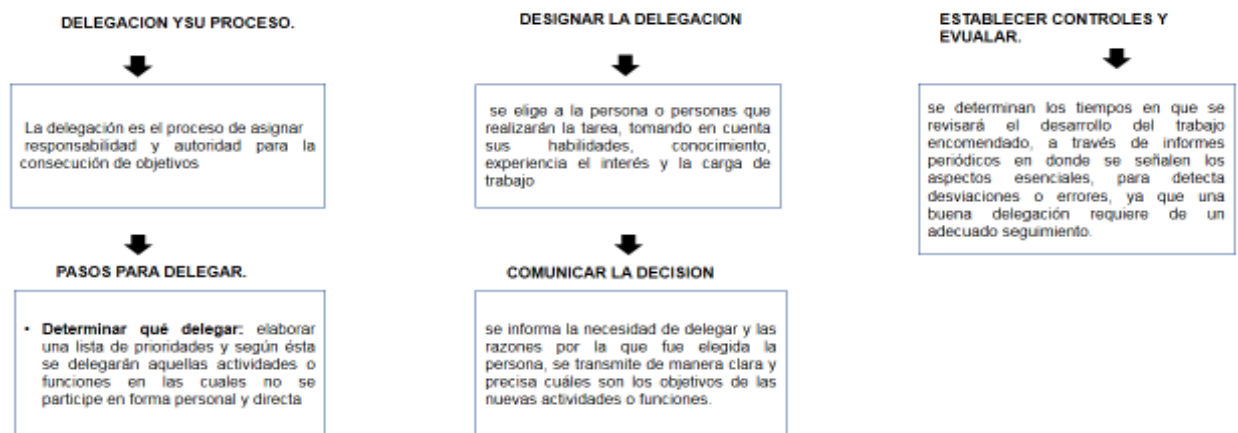 DELEGACION YSU PROCESO.
La delegación es el proceso de asignar
responsabilidad y autoridad para la
consecución de objetivos
PASOS PARA DELEGAR.
• Determinar qué delegar: elaborar
una lista de prioridades y según ésta
se delegarán aquellas actividades o
funciones en las cuales no se
participe en forma personal y directa
DESIGNAR LA DELEGACION
se elige a la persona o personas que
realizarán la tarea, tomando en cuenta
sus habilidades, conocimiento,
experiencia el interés y la carga de
trabajo
COMUNICAR LA DECISION
se informa la necesidad de delegar y las
razones por la que fue elegida la
persona, se transmite de manera clara y
precisa cuáles son los objetivos de las
nuevas actividades o funciones.
ESTABLECER CONTROLES Y
EVUALAR.
se determinan los tiempos en que se
revisará el desarrollo del trabajo
encomendado, a través de informes
periódicos en donde se señalen los
aspectos esenciales, para detecta
desviaciones o errores, ya que una
buena delegación requiere de un
adecuado seguimiento.